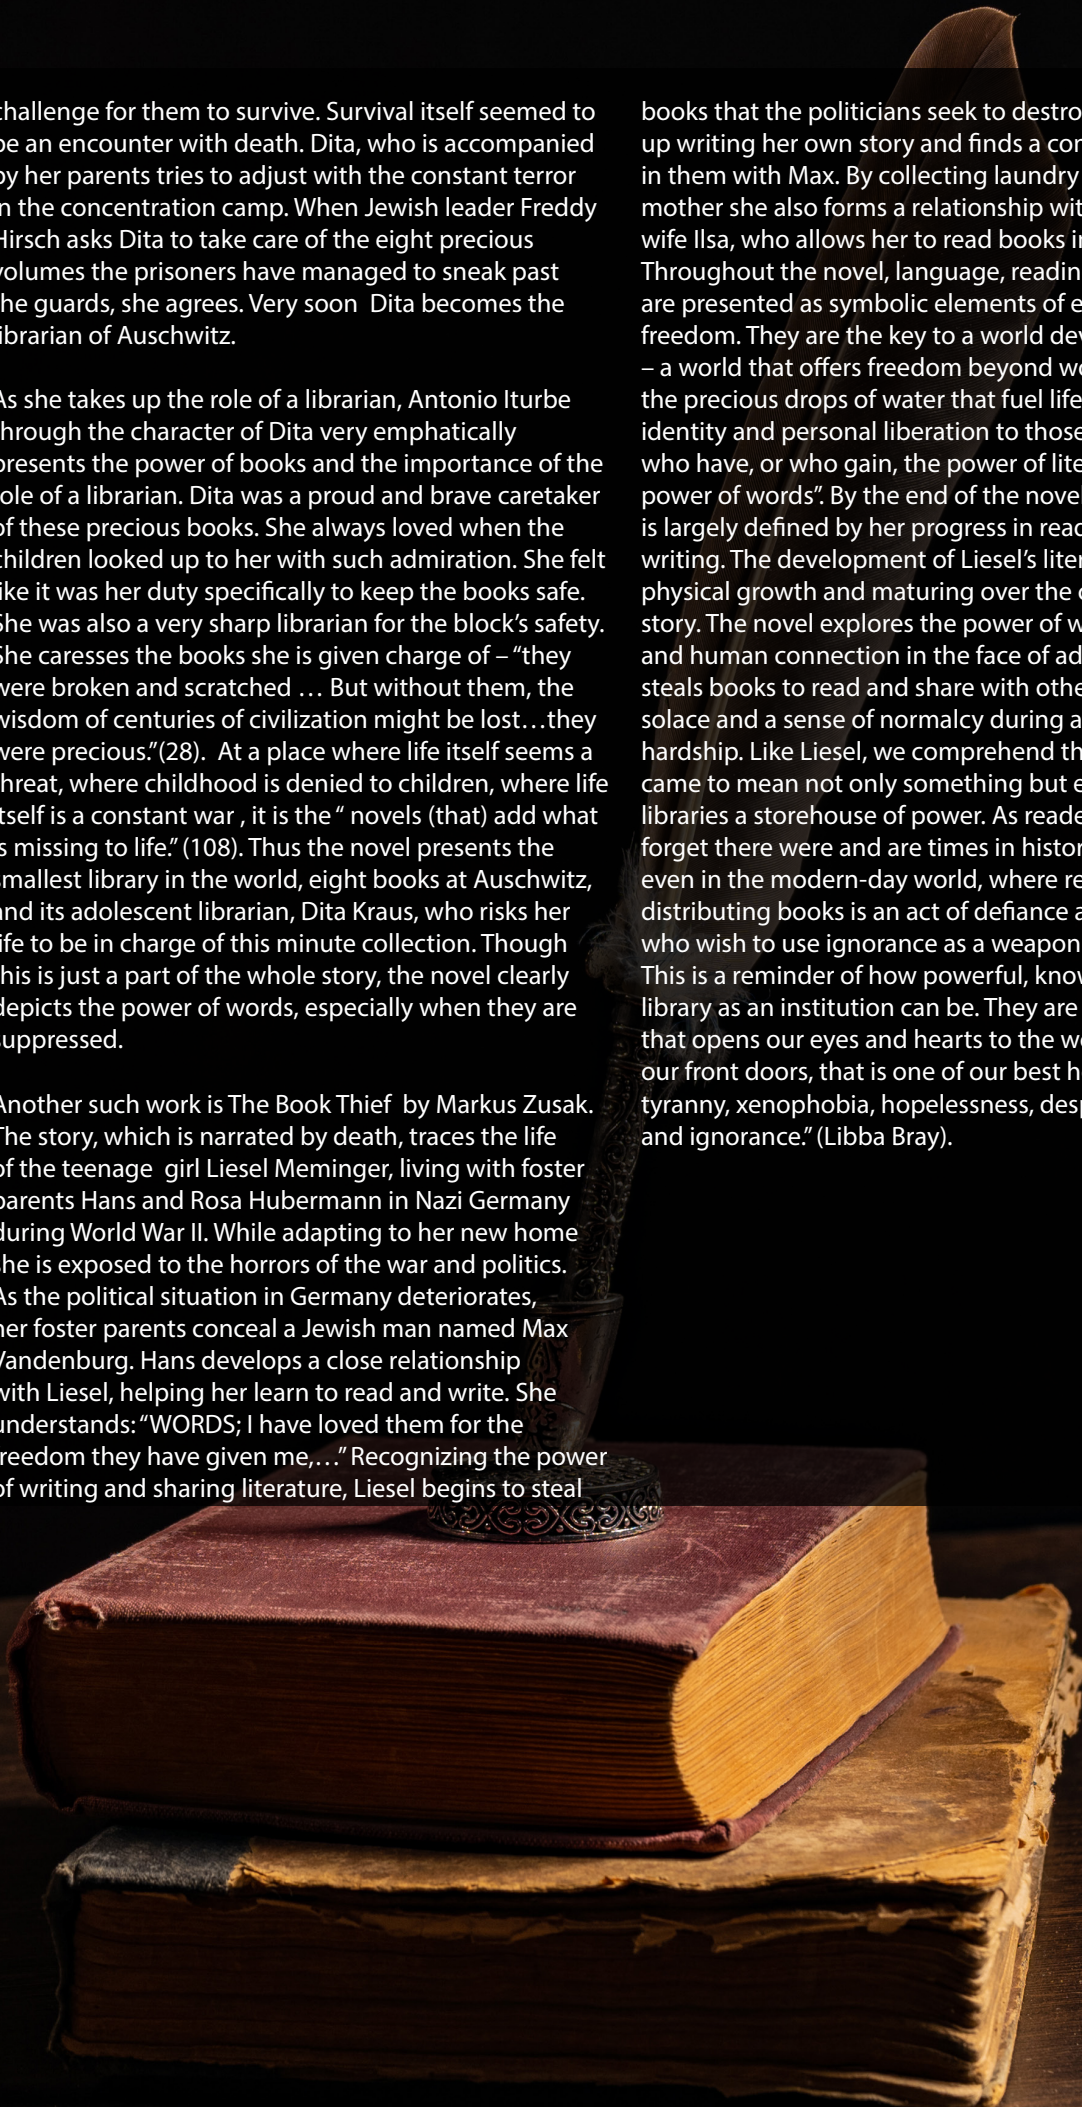 challenge for them to survive. Survival itself seemed to
be an encounter with death. Dita, who is accompanied
by her parents tries to adjust with the constant terror
n the concentration camp. When Jewish leader Freddy
Hirsch asks Dita to take care of the eight precious
volumes the prisoners have managed to sneak past
the guards, she agrees. Very soon  Dita becomes the
ibrarian of Auschwitz.

As she takes up the role of a librarian, Antonio Iturbe
through the character of Dita very emphatically
presents the power of books and the importance of the
role of a librarian. Dita was a proud and brave caretaker
of these precious books. She always loved when the
children looked up to her with such admiration. She felt
like it was her duty specifically to keep the books safe.
She was also a very sharp librarian for the block’s safety.
She caresses the books she is given charge of – “they
were broken and scratched … But without them, the
wisdom of centuries of civilization might be lost…they
were precious.”(28).  At a place where life itself seems a
threat, where childhood is denied to children, where life
itself is a constant war , it is the “ novels (that) add what
is missing to life.” (108). Thus the novel presents the
smallest library in the world, eight books at Auschwitz,
and its adolescent librarian, Dita Kraus, who risks her
life to be in charge of this minute collection. Though
this is just a part of the whole story, the novel clearly
depicts the power of words, especially when they are
suppressed.

Another such work is The Book Thief  by Markus Zusak.
The story, which is narrated by death, traces the life
of the teenage  girl Liesel Meminger, living with foster
parents Hans and Rosa Hubermann in Nazi Germany
during World War II. While adapting to her new home
she is exposed to the horrors of the war and politics.
As the political situation in Germany deteriorates,
her foster parents conceal a Jewish man named Max
Vandenburg. Hans develops a close relationship
with Liesel, helping her learn to read and write. She
understands: “WORDS; I have loved them for the
freedom they have given me,…” Recognizing the power
of writing and sharing literature, Liesel begins to steal
books that the politicians seek to destro
up writing her own story and finds a con
in them with Max. By collecting laundry
mother she also forms a relationship wit
wife Ilsa, who allows her to read books i
Throughout the novel, language, readin
are presented as symbolic elements of e
freedom. They are the key to a world dev
– a world that offers freedom beyond wo
the precious drops of water that fuel life
identity and personal liberation to those
who have, or who gain, the power of lite
power of words”. By the end of the novel
is largely defined by her progress in read
writing. The development of Liesel’s liter
physical growth and maturing over the c
story. The novel explores the power of w
and human connection in the face of ad
steals books to read and share with othe
solace and a sense of normalcy during a
hardship. Like Liesel, we comprehend th
came to mean not only something but e
libraries a storehouse of power. As reade
forget there were and are times in histor
even in the modern-day world, where re
distributing books is an act of defiance a
who wish to use ignorance as a weapon
This is a reminder of how powerful, know
library as an institution can be. They are
that opens our eyes and hearts to the wo
our front doors, that is one of our best h
tyranny, xenophobia, hopelessness, desp
and ignorance.” (Libba Bray).